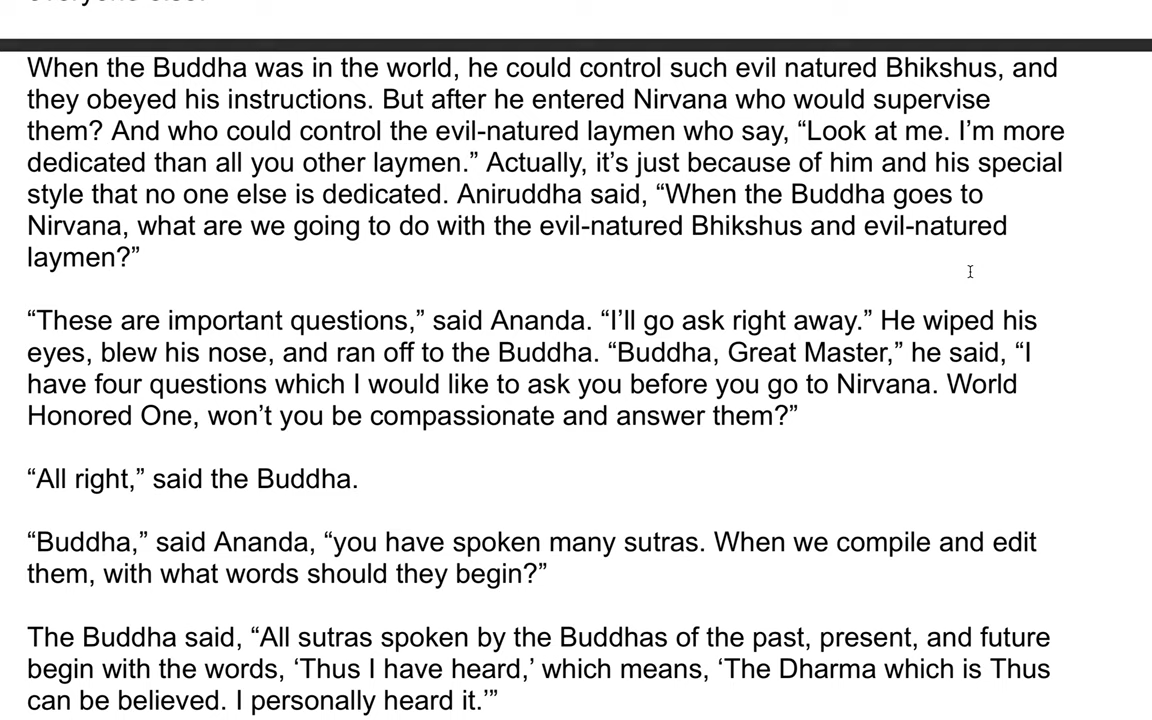 everyone else.
When the Buddha was in the world, he could control such evil natured Bhikshus, and
they obeyed his instructions. But after he entered Nirvana who would supervise
them? And who could control the evil-natured laymen who say, “Look at me. I’m more
dedicated than all you other laymen.” Actually, it’s just because of him and his special
style that no one else is dedicated. Aniruddha said, “When the Buddha goes to
Nirvana, what are we going to do with the evil-natured Bhikshus and evil-natured
laymen?”
“These are important questions,” said Ananda. “I’ll go ask right away.” He wiped his
eyes, blew his nose, and ran off to the Buddha. “Buddha, Great Master,” he said, “I
have four questions which I would like to ask you before you go to Nirvana. World
Honored One, won’t you be compassionate and answer them?”
“All right,” said the Buddha.
“Buddha,” said Ananda, “you have spoken many sutras. When we compile and edit
them, with what words should they begin?”
The Buddha said, “All sutras spoken by the Buddhas of the past, present, and future
begin with the words, ‘Thus I have heard,’ which means, ‘The Dharma which is Thus
can be believed. I personally heard it.’”